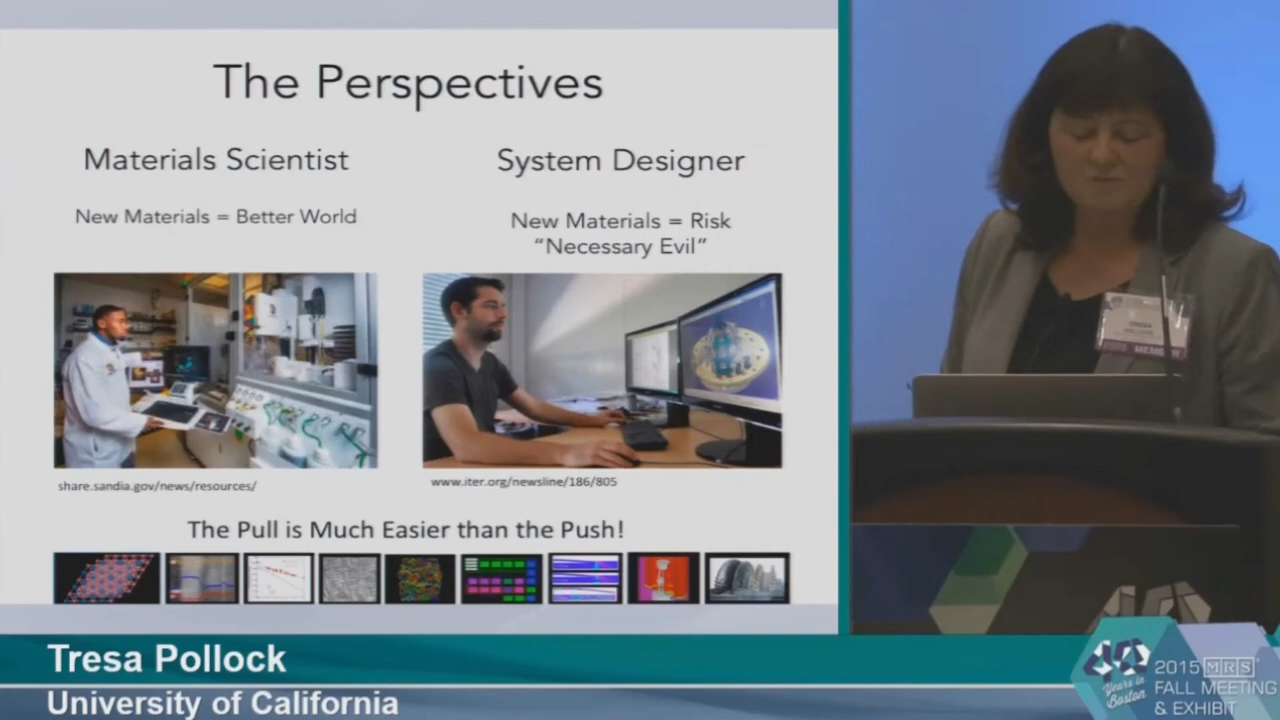 The Perspectives
Materials Scientist
System Designer
New Materials = Better World
New Materials = Risk
“Necessary Evil”
share.sandia.gov/news/resources/
www.iter.org/newsline/186/805
The Pull is Much Easier than the Push!
MEMBER
Tresa Pollock
University of California
40
Years in
Boston
2015 MRS
FALL MEETING
& EXHIBIT